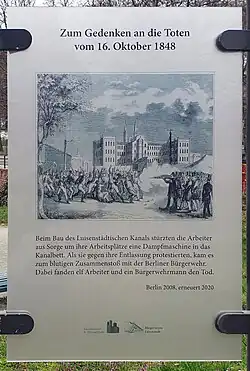 Zum Gedenken an die Toten
vom 16. Oktober 1848
Beim Bau des Luisenstädtischen Kanals stürzten die Arbeiter
aus Sorge um ihre Arbeitsplätze eine Dampfmaschine in das
Kanalbett. Als sie gegen ihre Entlassung protestierten, kam es
zum blutigen Zusammenstoß mit der Berliner Bürgerwehr.
Dabei fanden elf Arbeiter und ein Bürgerwehrmann den Tod.
Berlin 2008, erneuert 2020